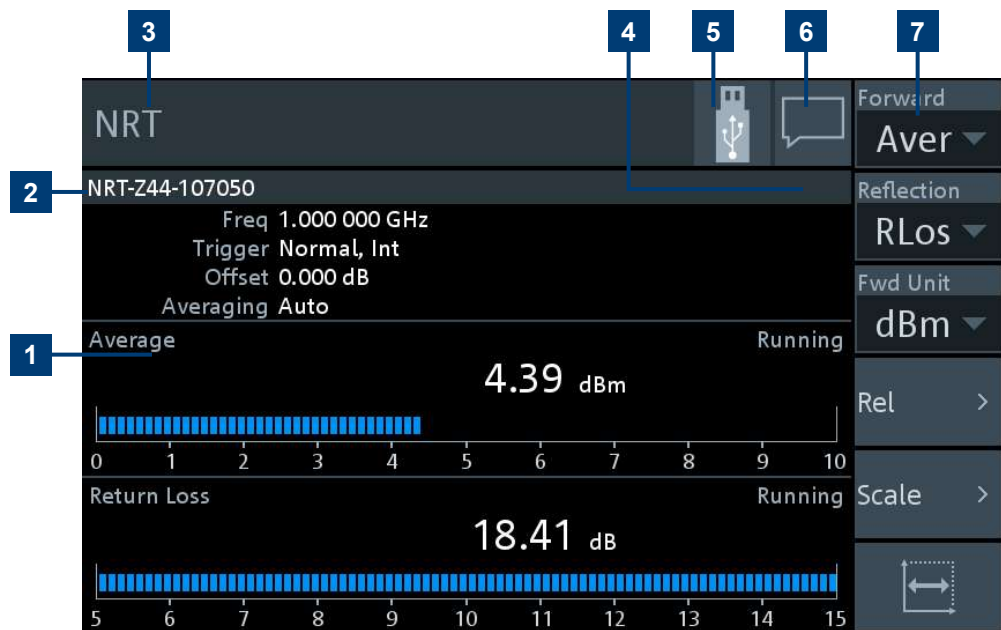 3
4
5
6
7
NRT
Forward
Aver
2
NRT-Z44-107050
Reflection
RLos
Freq 1.000 000 GHz
Trigger Normal, Int
Offset 0.000 dB
Averaging Auto
Fwd Unit
dBm
1
Average
Running
4.39 dBm
0 1 2 3 4 5 6 7 8 9 10
Rel >
Return Loss
Running
18.41 dB
5 6 7 8 9 10 11 12 13 14 15
Scale >